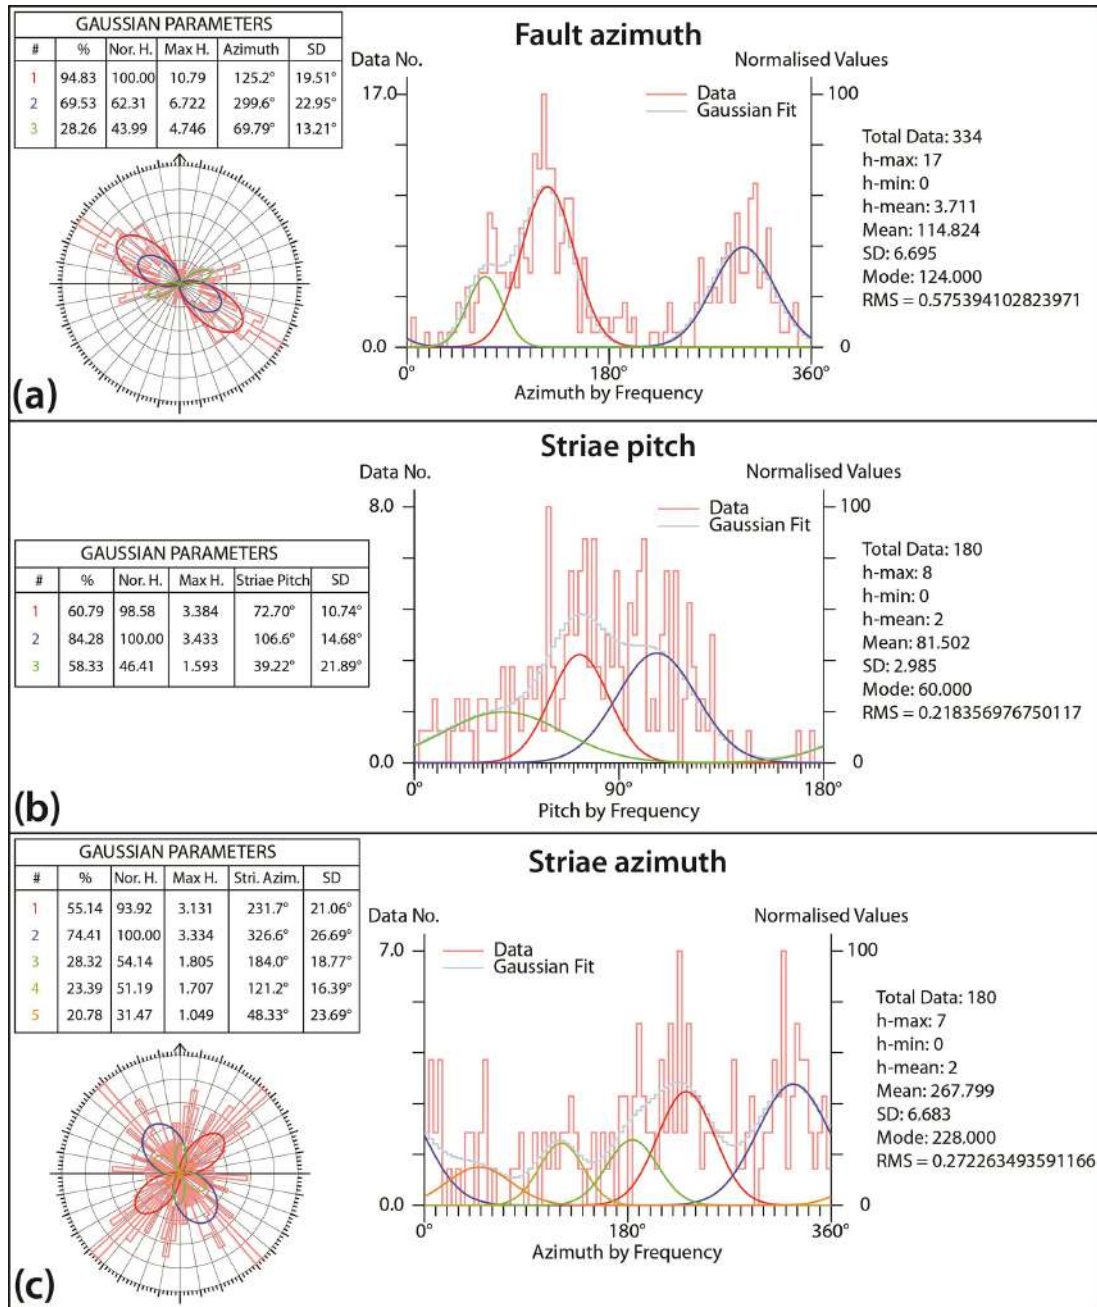 GAUSSIAN PARAMETERS
# % Nor. H. Max H. Azimuth SD
1 94.83 100.00 10.79 125.2° 19.51°
2 69.53 62.31 6.722 299.6° 22.95°
3 28.26 43.99 4.746 69.79° 13.21°
(a)
Fault azimuth
Data No.
Normalised Values
17.0
100
Data
Gaussian Fit
0.0
0
0° 180° 360°
Azimuth by Frequency
Total Data: 334
h-max: 17
h-min: 0
h-mean: 3.711
Mean: 114.824
SD: 6.695
Mode: 124.000
RMS = 0.575394102823971
Striae pitch
GAUSSIAN PARAMETERS
# % Nor. H. Max H. Striae Pitch SD
1 60.79 98.58 3.384 72.70° 10.74°
2 84.28 100.00 3.433 106.6° 14.68°
3 58.33 46.41 1.593 39.22° 21.89°
(b)
Data No.
Normalised Values
8.0
100
Data
Gaussian Fit
0.0
0
0° 90° 180°
Pitch by Frequency
Total Data: 180
h-max: 8
h-min: 0
h-mean: 2
Mean: 81.502
SD: 2.985
Mode: 60.000
RMS = 0.218356976750117
GAUSSIAN PARAMETERS
# % Nor. H. Max H. Stri. Azim. SD
1 55.14 93.92 3.131 231.7° 21.06°
2 74.41 100.00 3.334 326.6° 26.69°
3 28.32 54.14 1.805 184.0° 18.77°
4 23.39 51.19 1.707 121.2° 16.39°
5 20.78 31.47 1.049 48.33° 23.69°
(c)
Striae azimuth
Data No.
Normalised Values
7.0
100
Data
Gaussian Fit
0.0
0
0° 180° 360°
Azimuth by Frequency
Total Data: 180
h-max: 7
h-min: 0
h-mean: 2
Mean: 267.799
SD: 6.683
Mode: 228.000
RMS = 0.272263493591166